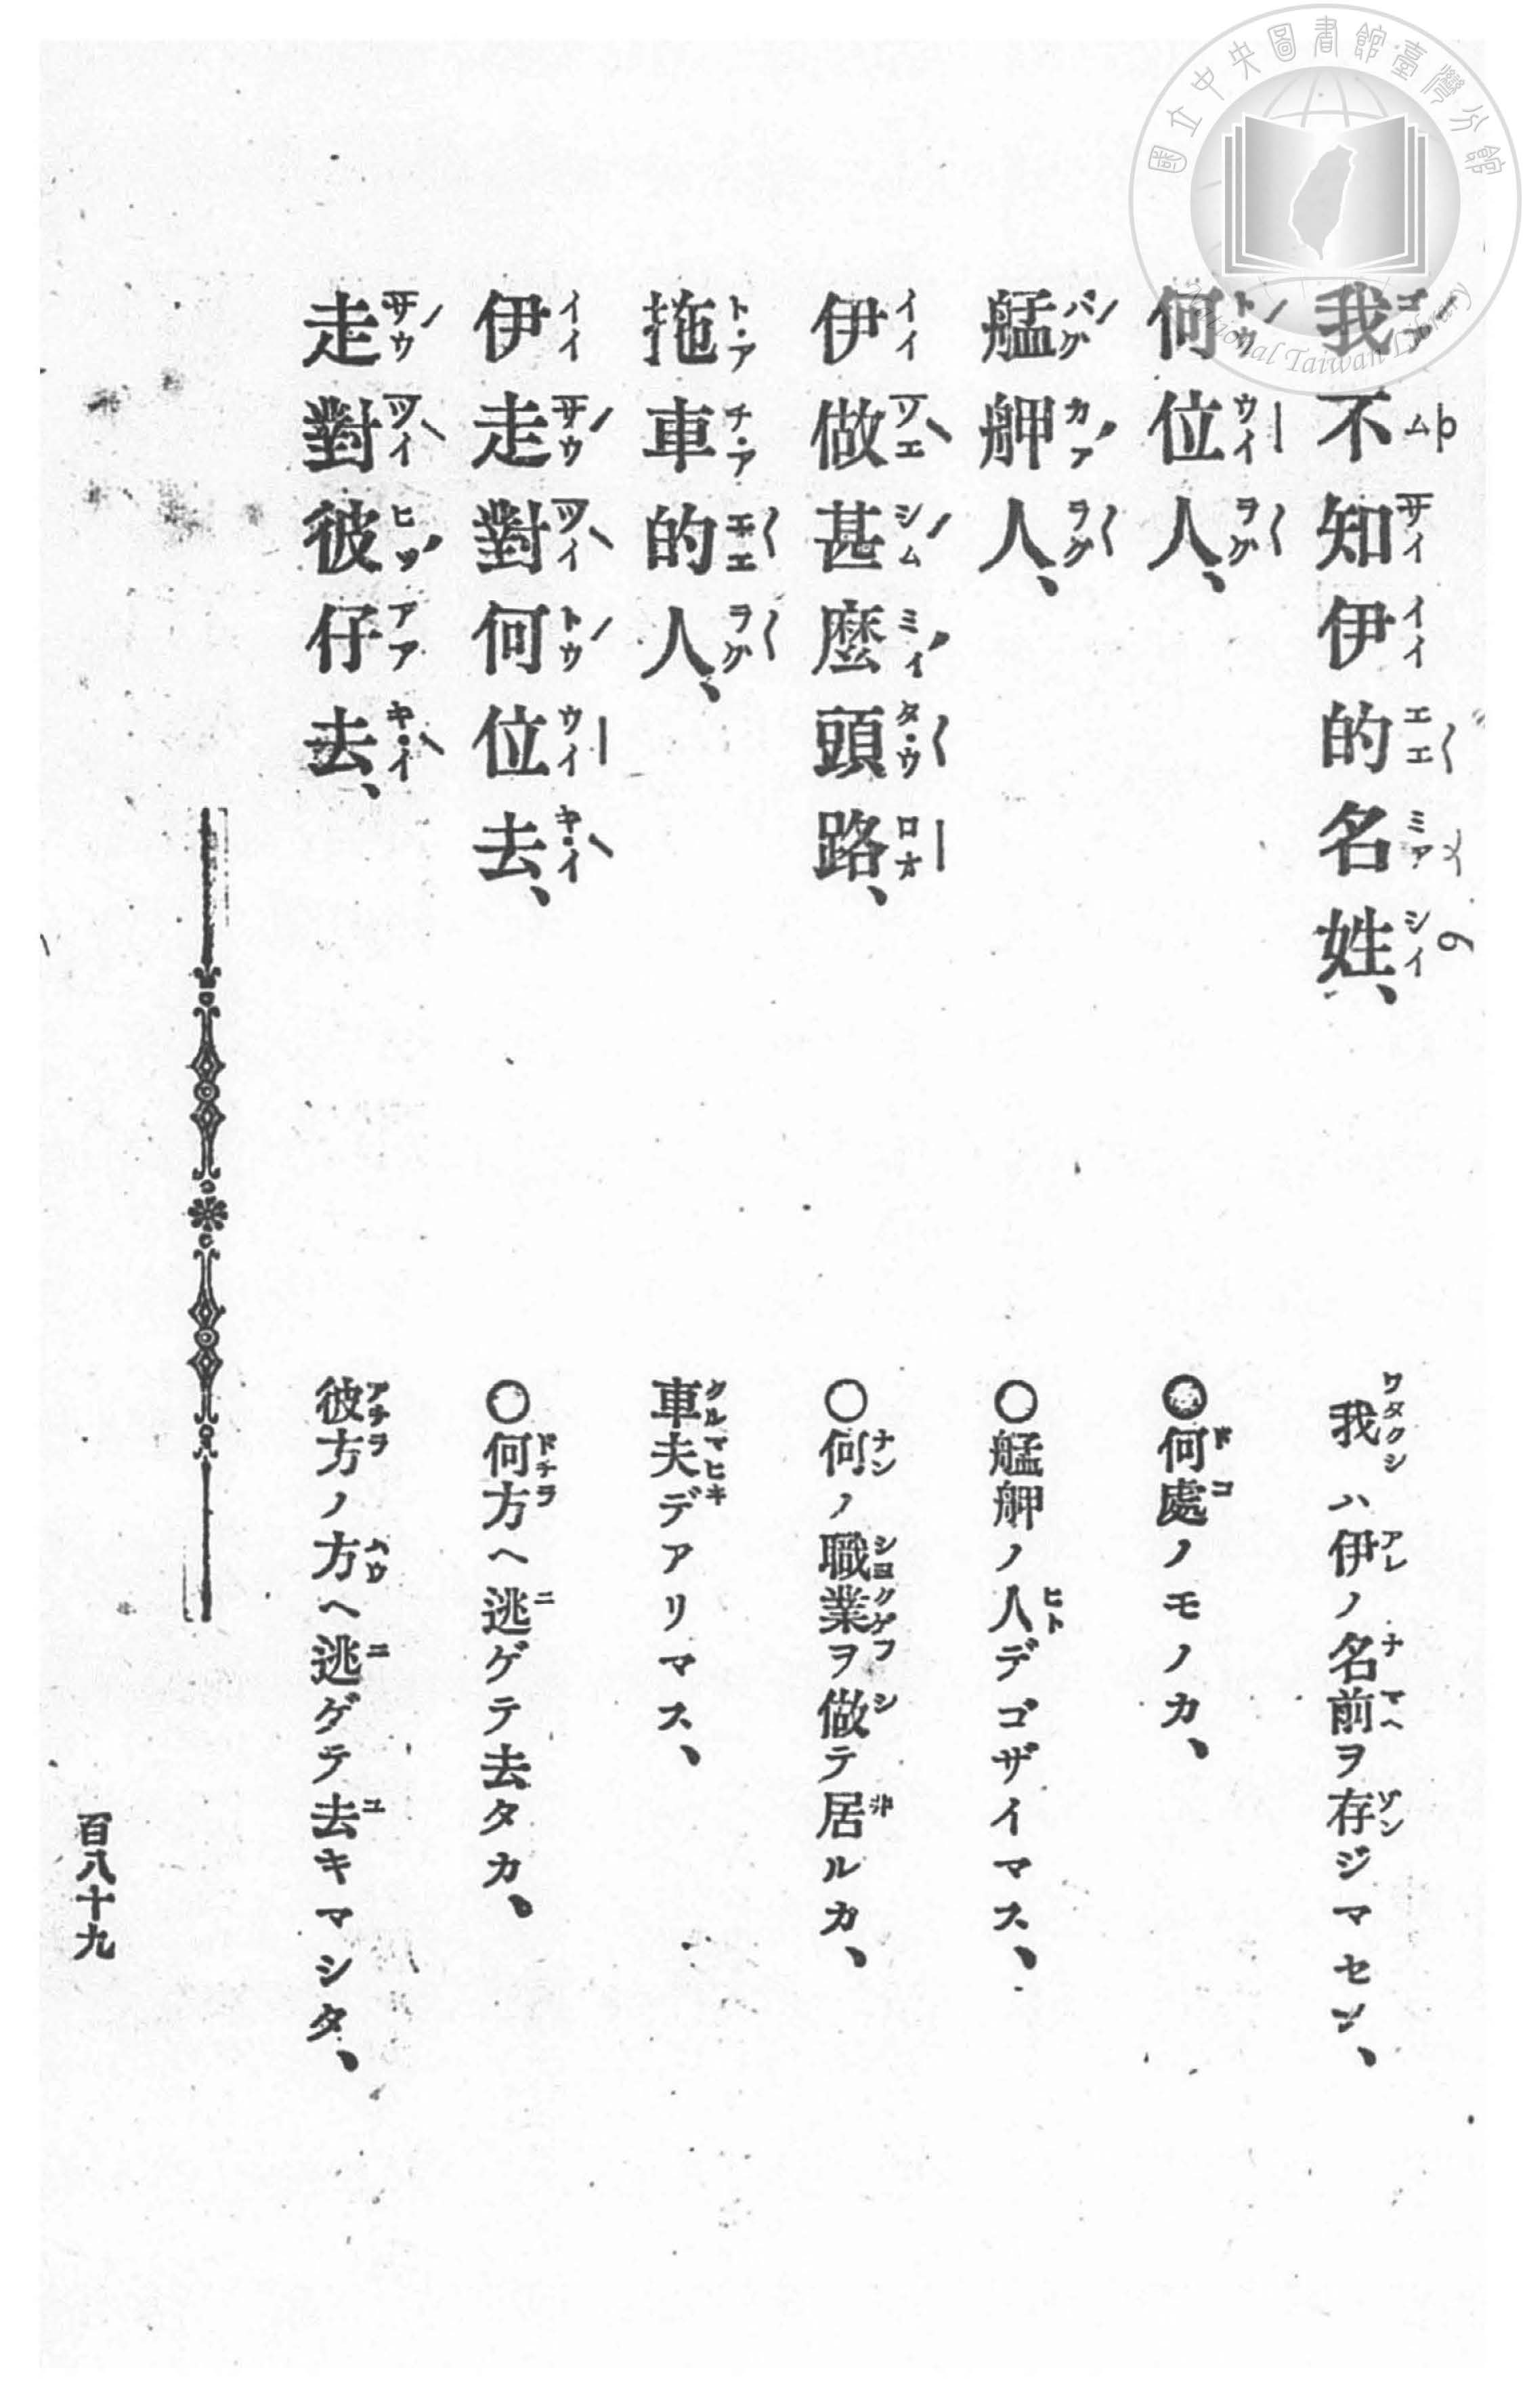 國立中央圖書館臺灣分館
National Taiwan Library
我不知伊的名姓、
我ハ伊ノ名前ヲ存ジマセン、
何位人、
●何處ノモノカ、
艋舺人、
○艋舺ノ人デゴザイマス、
伊做甚麼頭路、
○何ノ職業ヲ做テ居ルカ、
拖車的人、
車夫デアリマス、
伊走對何位去、
○何方ヘ逃ゲテ去タカ、
走對彼仔去、
彼方ノ方ヘ逃ゲテ去キマシタ、
百八十九